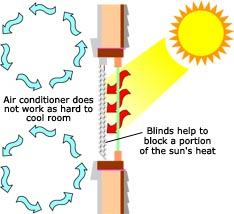 Air conditioner does
not work as hard to
cool room
Blinds help to
block a portion
of the sun's heat